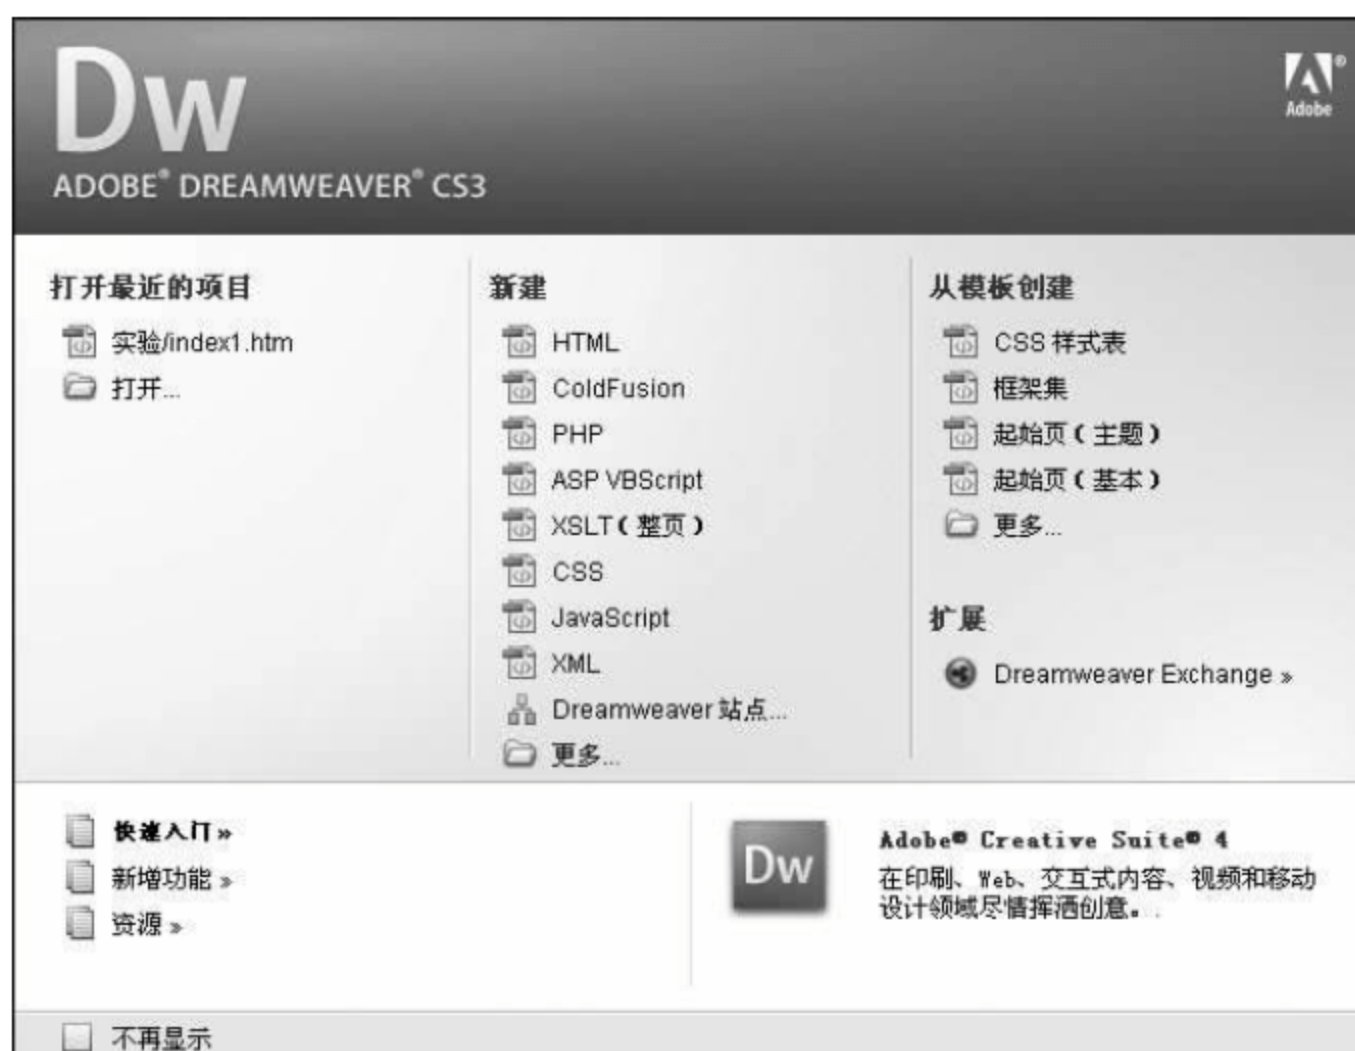 Dw
ADOBE® DREAMWEAVER® CS3
Adobe
打开最近的项目
实验/index1.htm
打开...
新建
HTML
ColdFusion
PHP
ASP VBScript
XSLT(整页)
CSS
JavaScript
XML
Dreamweaver 站点...
更多...
从模板创建
CSS 样式表
框架集
起始页(主题)
起始页(基本)
更多...
扩展
Dreamweaver Exchange »
快速入门 »
新增功能 »
资源 »
Dw
Adobe® Creative Suite® 4
在印刷、Web、交互式内容、视频和移动
设计领域尽情挥洒创意。
不再显示